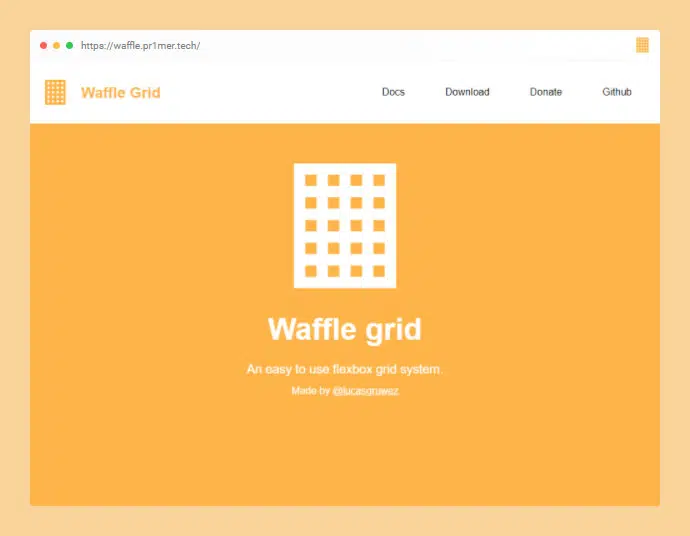 https://waffle.pr1mer.tech/
Waffle Grid
Docs
Download
Donate
Github
Waffle grid
An easy to use flexbox grid system.
Made by @lucasgruwez.